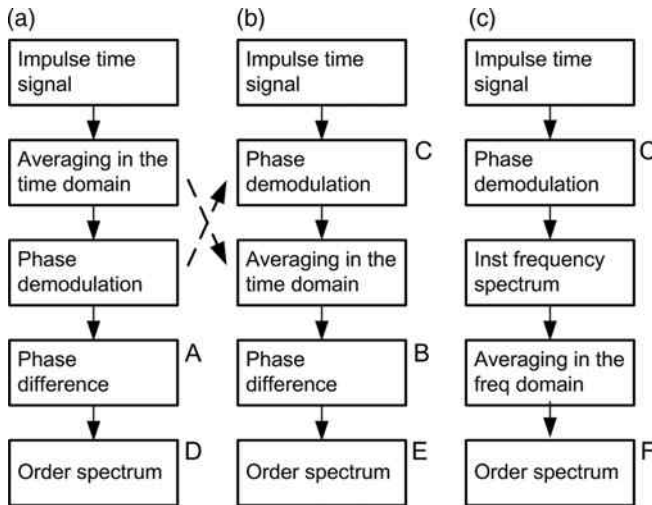 (a)
Impulse time
signal
Averaging in the
time domain
Phase
demodulation
Phase
difference
A
Order spectrum
D
(b)
Impulse time
signal
Phase
demodulation
C
Averaging in the
time domain
Phase
difference
B
Order spectrum
E
(c)
Impulse time
signal
Phase
demodulation
C
Inst frequency
spectrum
Averaging in the
freq domain
Order spectrum
F